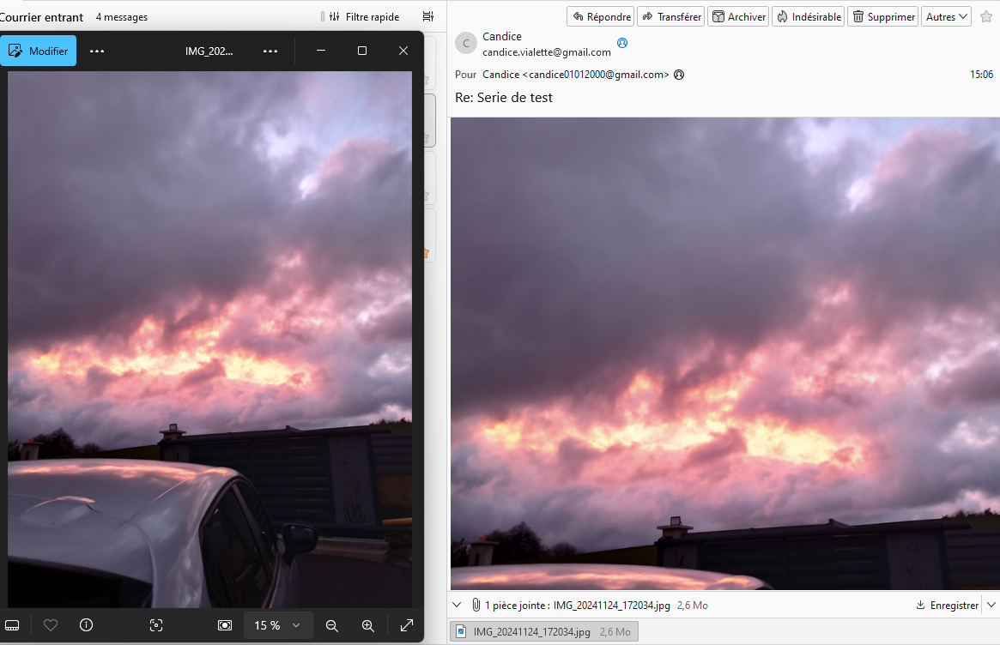 Courrier entrant 4 messages Filtre rapide
Modifier IMG_202...
15 %
Répondre Transférer Archiver Indésirable Supprimer Autres
C
Candice
candice.vialette@gmail.com
Pour Candice <candice01012000@gmail.com> 15:06
Re: Serie de test
1 pièce jointe : IMG_20241124_172034.jpg 2,6 Mo Enregistrer
IMG_20241124_172034.jpg 2,6 Mo